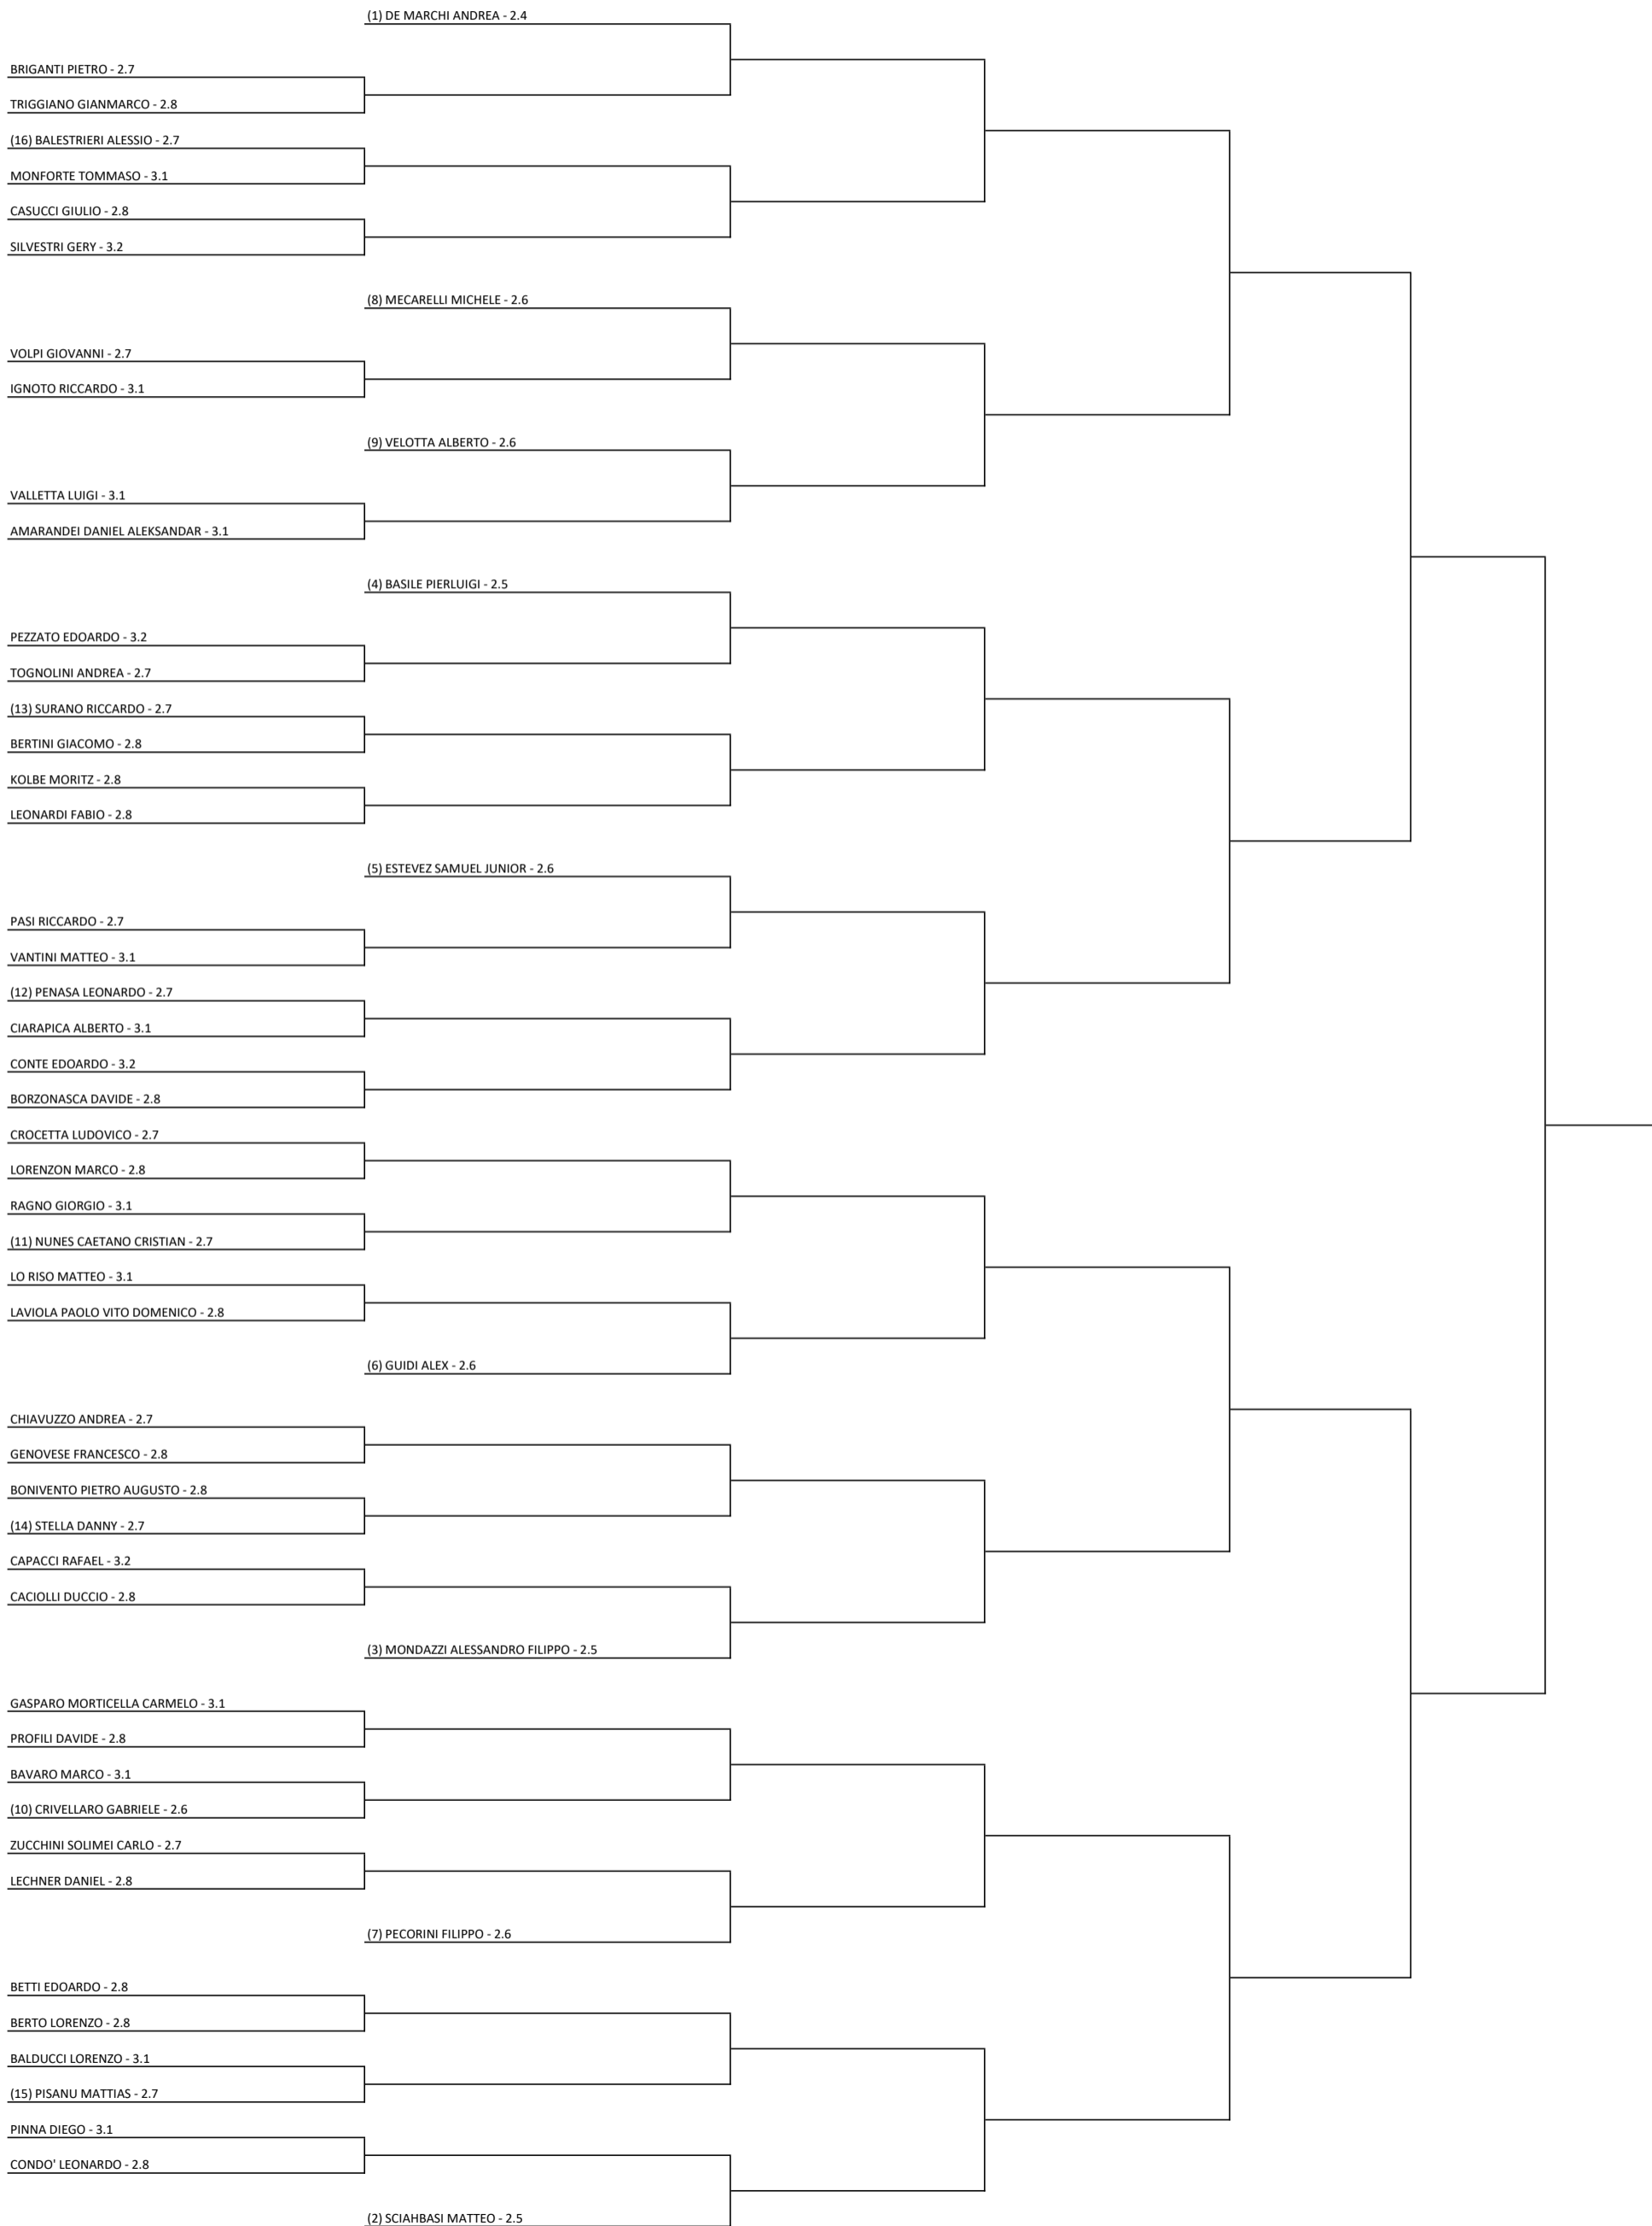 (1) DE MARCHI ANDREA - 2.4
BRIGANTI PIETRO - 2.7
TRIGGIANO GIANMARCO - 2.8
(16) BALESTRIERI ALESSIO - 2.7
MONFORTE TOMMASO - 3.1
CASUCCI GIULIO - 2.8
SILVESTRI GERY - 3.2
(8) MECARELLI MICHELE - 2.6
VOLPI GIOVANNI - 2.7
IGNOTO RICCARDO - 3.1
(9) VELOTTA ALBERTO - 2.6
VALLETTA LUIGI - 3.1
AMARANDEI DANIEL ALEKSANDAR - 3.1
(4) BASILE PIERLUIGI - 2.5
PEZZATO EDOARDO - 3.2
TOGNOLINI ANDREA - 2.7
(13) SURANO RICCARDO - 2.7
BERTINI GIACOMO - 2.8
KOLBE MORITZ - 2.8
LEONARDI FABIO - 2.8
(5) ESTEVEZ SAMUEL JUNIOR - 2.6
PASI RICCARDO - 2.7
VANTINI MATTEO - 3.1
(12) PENASA LEONARDO - 2.7
CIARAPICA ALBERTO - 3.1
CONTE EDOARDO - 3.2
BORZONASCA DAVIDE - 2.8
CROCETTA LUDOVICO - 2.7
LORENZON MARCO - 2.8
RAGNO GIORGIO - 3.1
(11) NUNES CAETANO CRISTIAN - 2.7
LO RISO MATTEO - 3.1
LAVIOLA PAOLO VITO DOMENICO - 2.8
(6) GUIDI ALEX - 2.6
CHIAVUZZO ANDREA - 2.7
GENOVESE FRANCESCO - 2.8
BONIVENTO PIETRO AUGUSTO - 2.8
(14) STELLA DANNY - 2.7
CAPACCI RAFAEL - 3.2
CACIOLLI DUCCIO - 2.8
(3) MONDAZZI ALESSANDRO FILIPPO - 2.5
GASPARO MORTICELLA CARMELO - 3.1
PROFILI DAVIDE - 2.8
BAVARO MARCO - 3.1
(10) CRIVELLARO GABRIELE - 2.6
ZUCCHINI SOLIMEI CARLO - 2.7
LECHNER DANIEL - 2.8
(7) PECORINI FILIPPO - 2.6
BETTI EDOARDO - 2.8
BERTO LORENZO - 2.8
BALDUCCI LORENZO - 3.1
(15) PISANU MATTIAS - 2.7
PINNA DIEGO - 3.1
CONDO' LEONARDO - 2.8
(2) SCIAHBASI MATTEO - 2.5